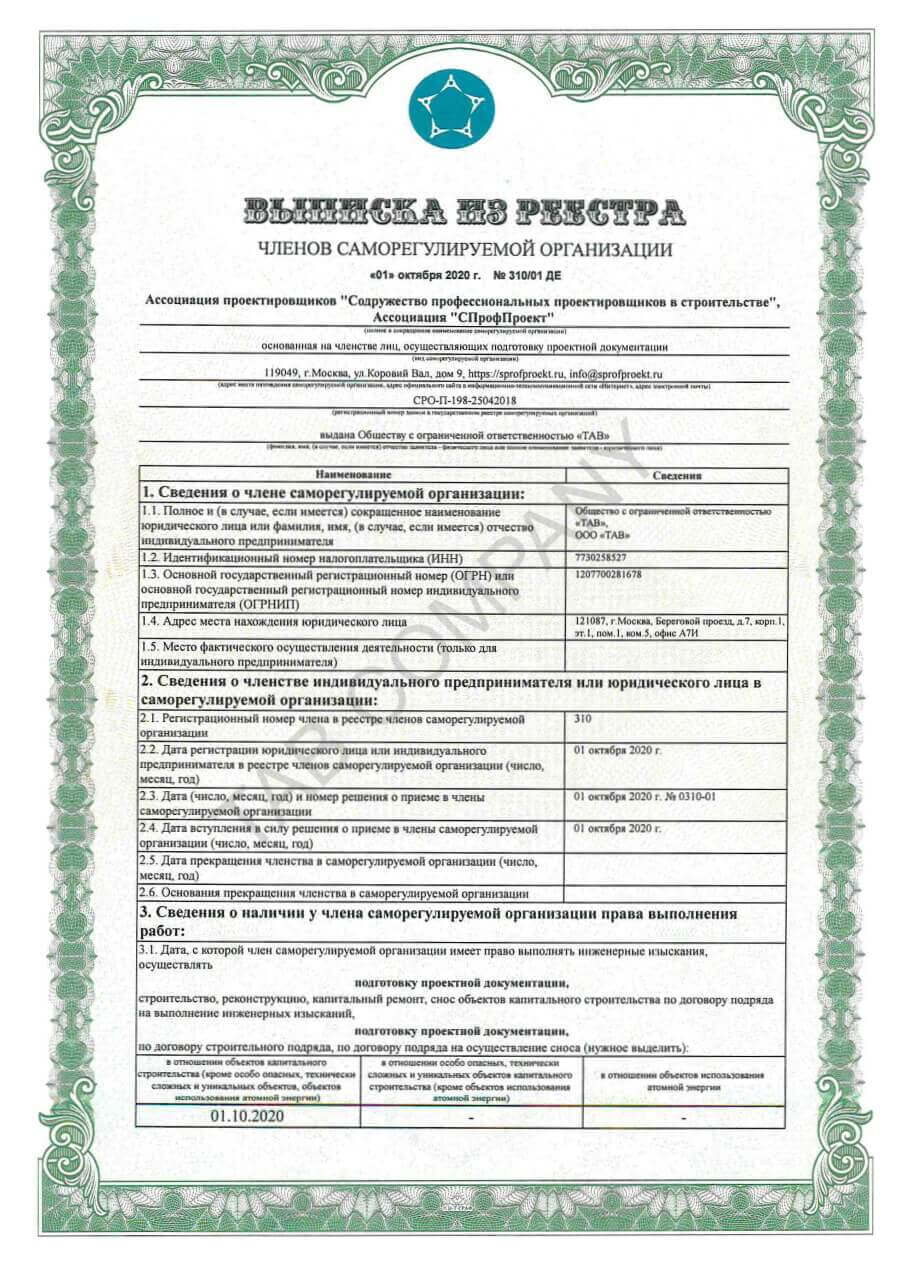 ВЫПИСКА ИЗ РЕЕСТРА
ЧЛЕНОВ САМОРЕГУЛИРУЕМОЙ ОРГАНИЗАЦИИ
«01» октября 2020 г. № 310/01 ДЕ
Ассоциация проектировщиков "Содружество профессиональных проектировщиков в строительстве",
Ассоциация "СПрофПроект"
(полное и сокращенное наименование саморегулируемой организации)
основанная на членстве лиц, осуществляющих подготовку проектной документации
(вид саморегулируемой организации)
119049, г.Москва, ул.Коровий Вал, дом 9, https://sprofproekt.ru, info@sprofproekt.ru
(адрес места нахождения саморегулируемой организации, адрес официального сайта в информационно-телекоммуникационной сети «Интернет», адрес электронной почты)
СРО-П-198-25042018
(регистрационный номер записи в государственном реестре саморегулируемых организаций)
выдана Обществу с ограниченной ответственностью «ТАВ»
(фамилия, имя, (в случае, если имеется) отчество заявителя – физического лица или полное наименование заявителя - юридического лица)
Наименование Сведения
1. Сведения о члене саморегулируемой организации:
1.1. Полное и (в случае, если имеется) сокращенное наименование
юридического лица или фамилия, имя, (в случае, если имеется) отчество
индивидуального предпринимателя
Общество с ограниченной ответственностью
«ТАВ»,
ООО «ТАВ»
1.2. Идентификационный номер налогоплательщика (ИНН) 7730258527
1.3. Основной государственный регистрационный номер (ОГРН) или
основной государственный регистрационный номер индивидуального
предпринимателя (ОГРНИП)
1207700281678
1.4. Адрес места нахождения юридического лица
121087, г.Москва, Береговой проезд, д.7, корп.1,
эт.1, пом.1, ком.5, офис А7И
1.5. Место фактического осуществления деятельности (только для
индивидуального предпринимателя)
2. Сведения о членстве индивидуального предпринимателя или юридического лица в
саморегулируемой организации:
2.1. Регистрационный номер члена в реестре членов саморегулируемой
организации
310
2.2. Дата регистрации юридического лица или индивидуального
предпринимателя в реестре членов саморегулируемой организации (число,
месяц, год)
01 октября 2020 г.
2.3. Дата (число, месяц, год) и номер решения о приеме в члены
саморегулируемой организации
01 октября 2020 г. № 0310-01
2.4. Дата вступления в силу решения о приеме в члены саморегулируемой
организации (число, месяц, год)
01 октября 2020 г.
2.5. Дата прекращения членства в саморегулируемой организации (число,
месяц, год)
2.6. Основания прекращения членства в саморегулируемой организации
3. Сведения о наличии у члена саморегулируемой организации права выполнения
работ:
3.1. Дата, с которой член саморегулируемой организации имеет право выполнять инженерные изыскания,
осуществлять
подготовку проектной документации,
строительство, реконструкцию, капитальный ремонт, снос объектов капитального строительства по договору подряда
на выполнение инженерных изысканий,
подготовку проектной документации,
по договору строительного подряда, по договору подряда на осуществление сноса (нужное выделить):
в отношении объектов капитального
строительства (кроме особо опасных, технически
сложных и уникальных объектов, объектов
использования атомной энергии)
в отношении особо опасных, технически
сложных и уникальных объектов капитального
строительства (кроме объектов использования
атомной энергии)
в отношении объектов использования
атомной энергии
01.10.2020 - -
TAB COMPANY